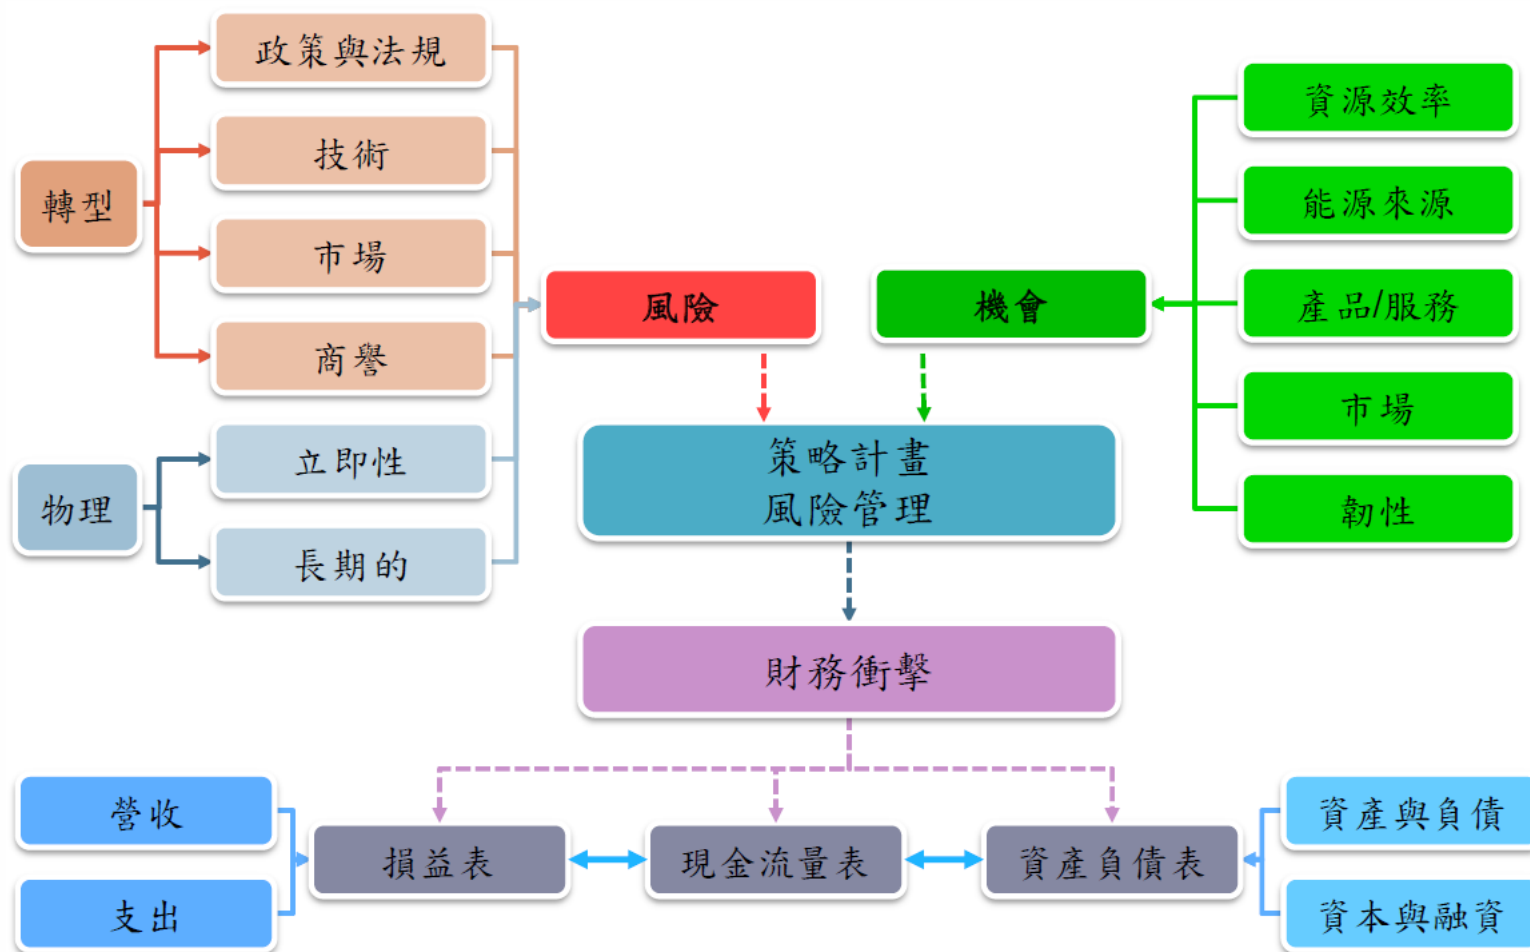 政策與法規
技術
轉型
市場
商譽
立即性
物理
長期的
風險
機會
資源效率
能源來源
產品/服務
市場
韌性
策略計畫
風險管理
財務衝擊
營收
支出
損益表
現金流量表
資產負債表
資產與負債
資本與融資